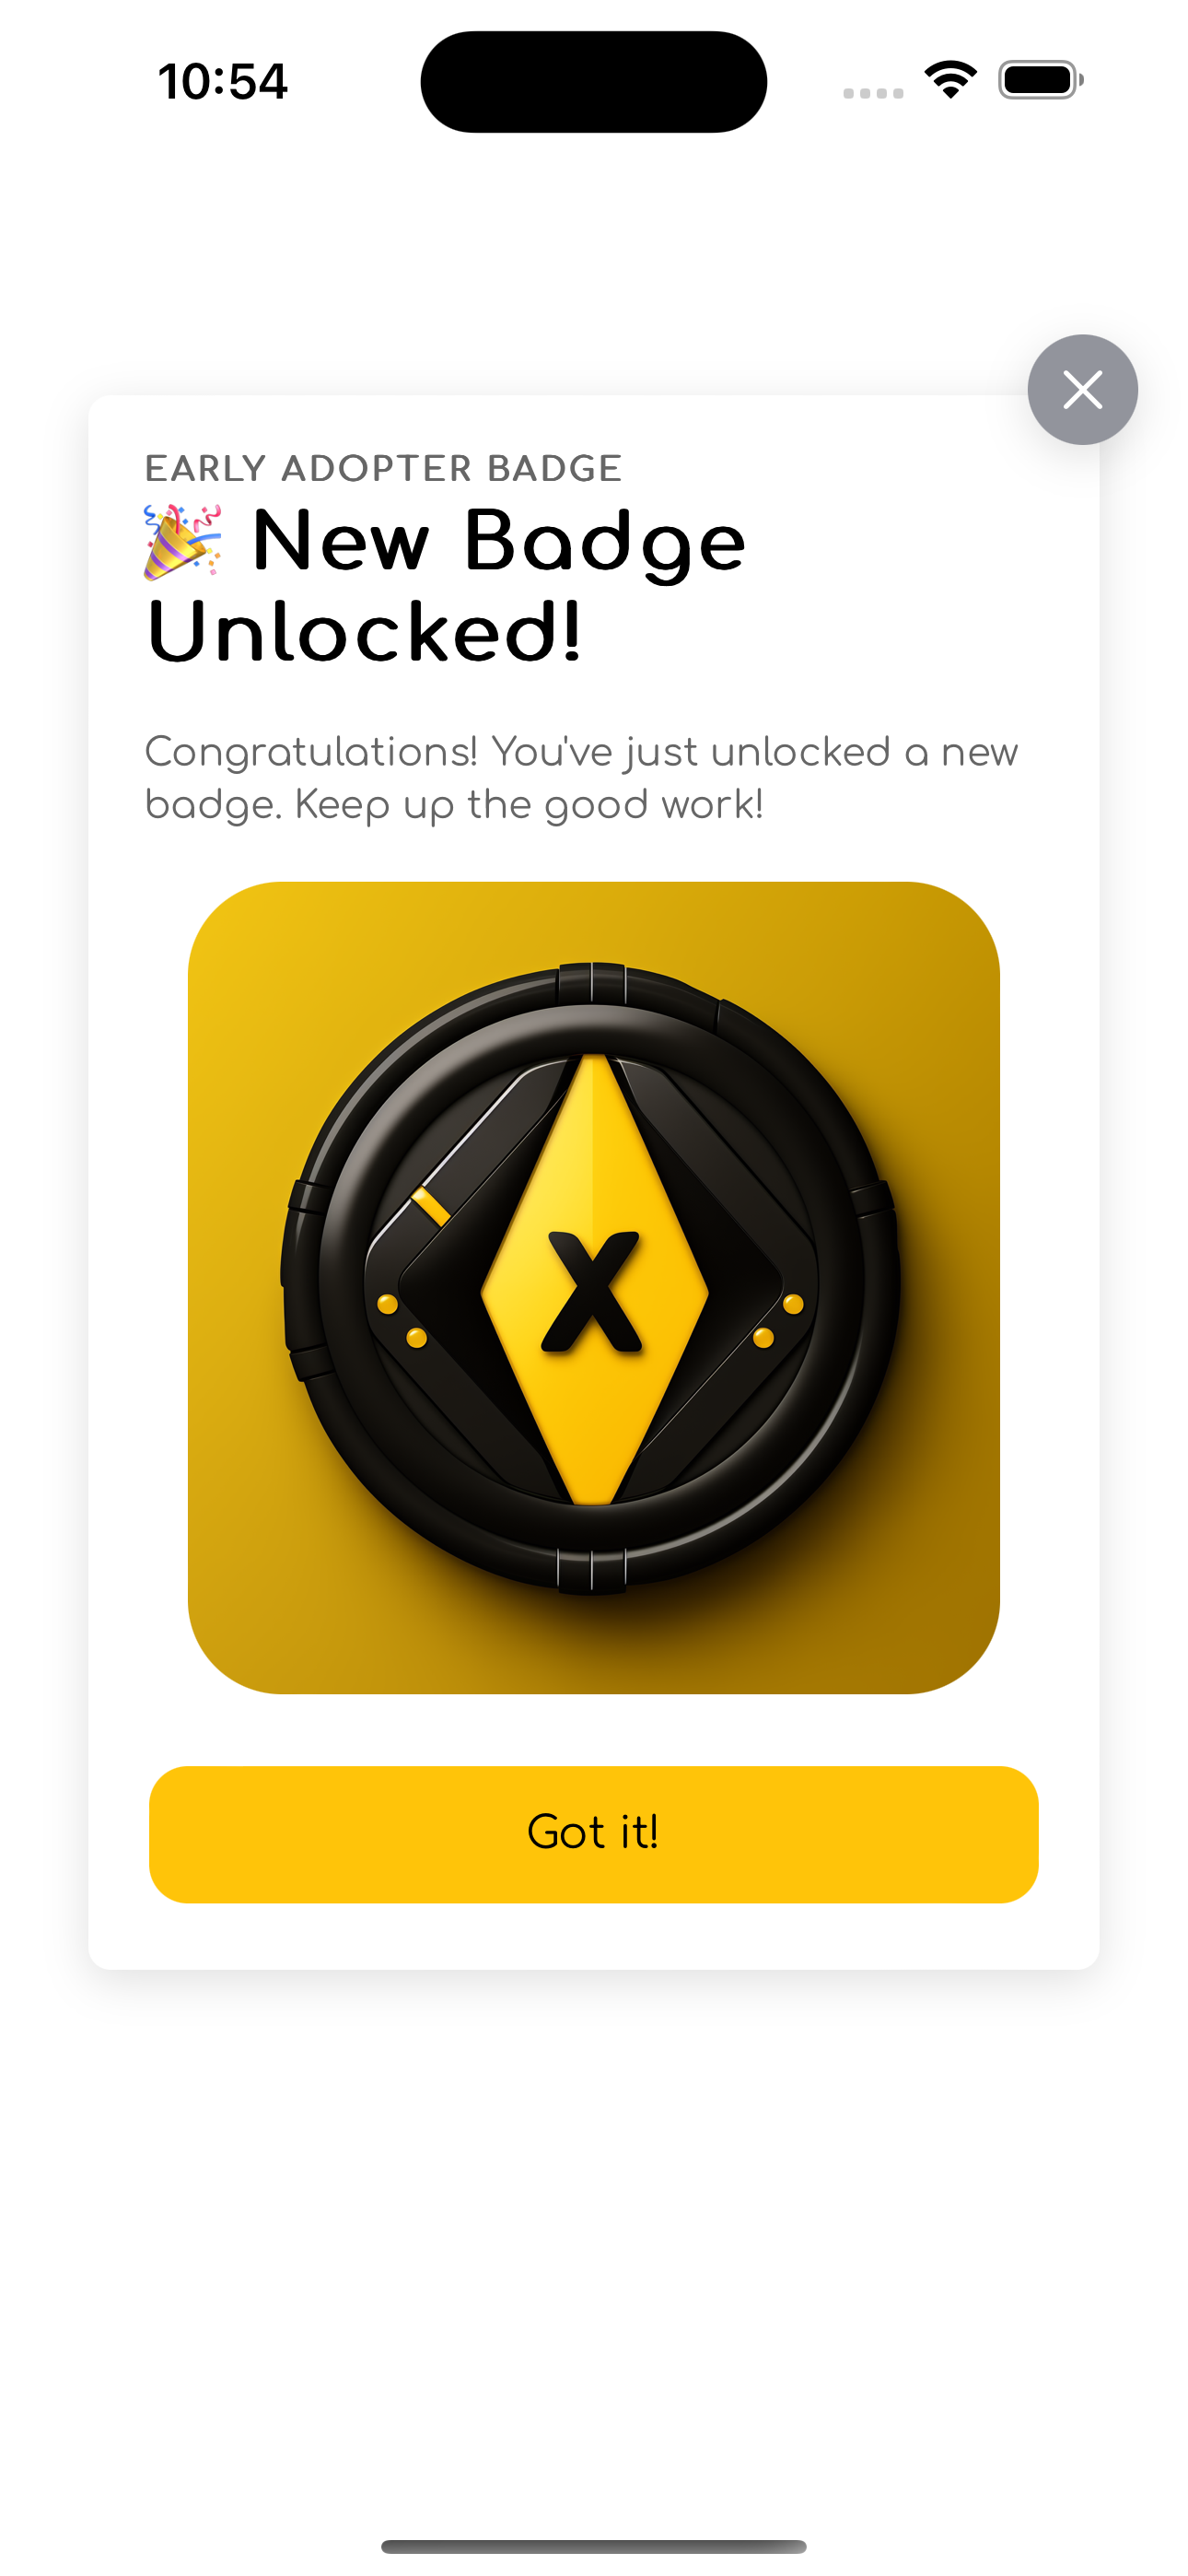 10:54
EARLY ADOPTER BADGE
🎉 New Badge
Unlocked!
Congratulations! You've just unlocked a new
badge. Keep up the good work!
X
Got it!